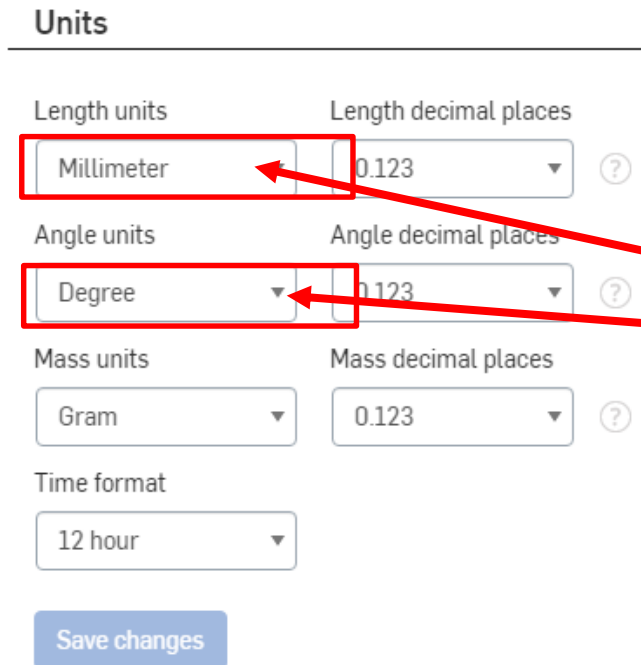 Units
Length units Length decimal places
Millimeter 0.123 ?
Angle units Angle decimal places
Degree 0.123 ?
Mass units Mass decimal places
Gram 0.123 ?
Time format
12 hour
Save changes